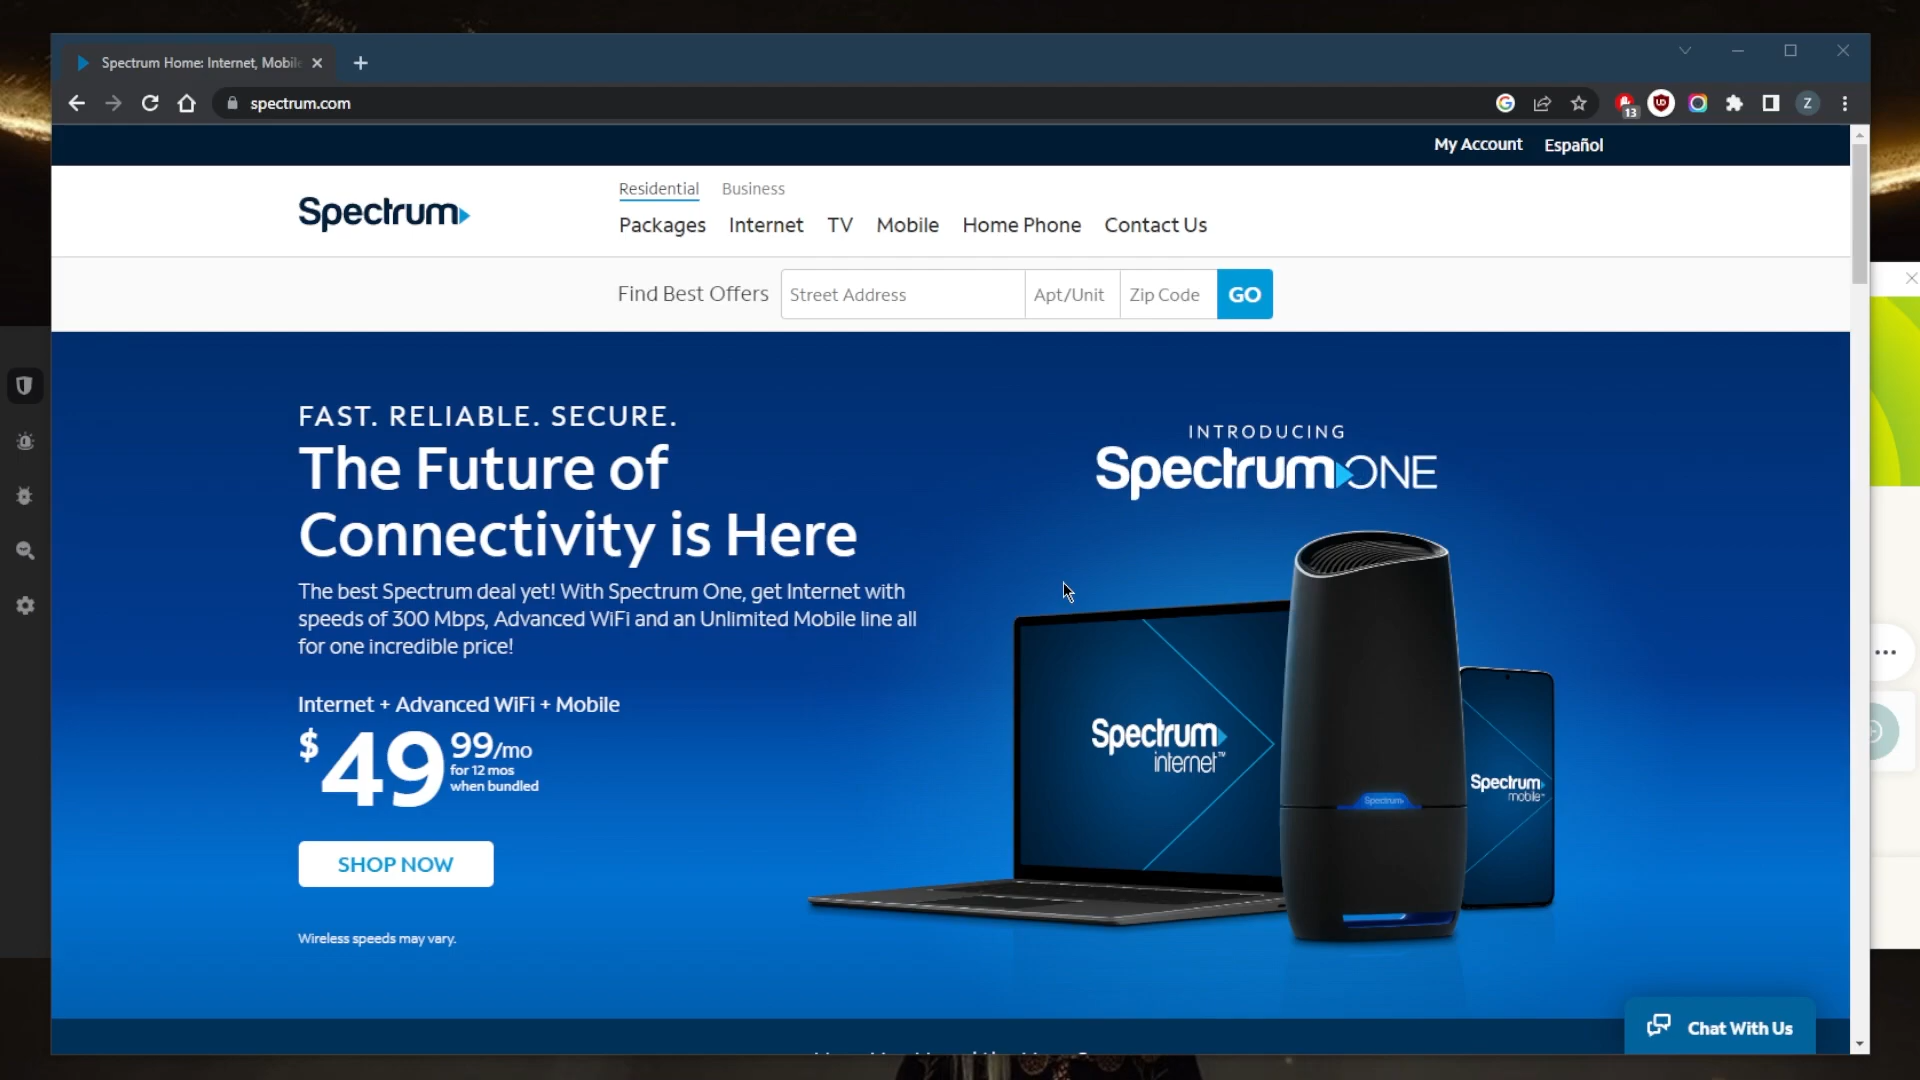 Spectrum Home: Internet, Mobile
spectrum.com
13
Z
My Account Español
Residential Business
Spectrum
Packages Internet TV Mobile Home Phone Contact Us
Find Best Offers Street Address Apt/Unit Zip Code GO
FAST. RELIABLE. SECURE.
The Future of
Connectivity is Here
The best Spectrum deal yet! With Spectrum One, get Internet with
speeds of 300 Mbps, Advanced WiFi and an Unlimited Mobile line all
for one incredible price!
Internet + Advanced WiFi + Mobile
$49 99/mo
for 12 mos
when bundled
SHOP NOW
Wireless speeds may vary.
INTRODUCING
Spectrum ONE
Spectrum
internet™
Spectrum
Spectrum
mobile™
Chat With Us